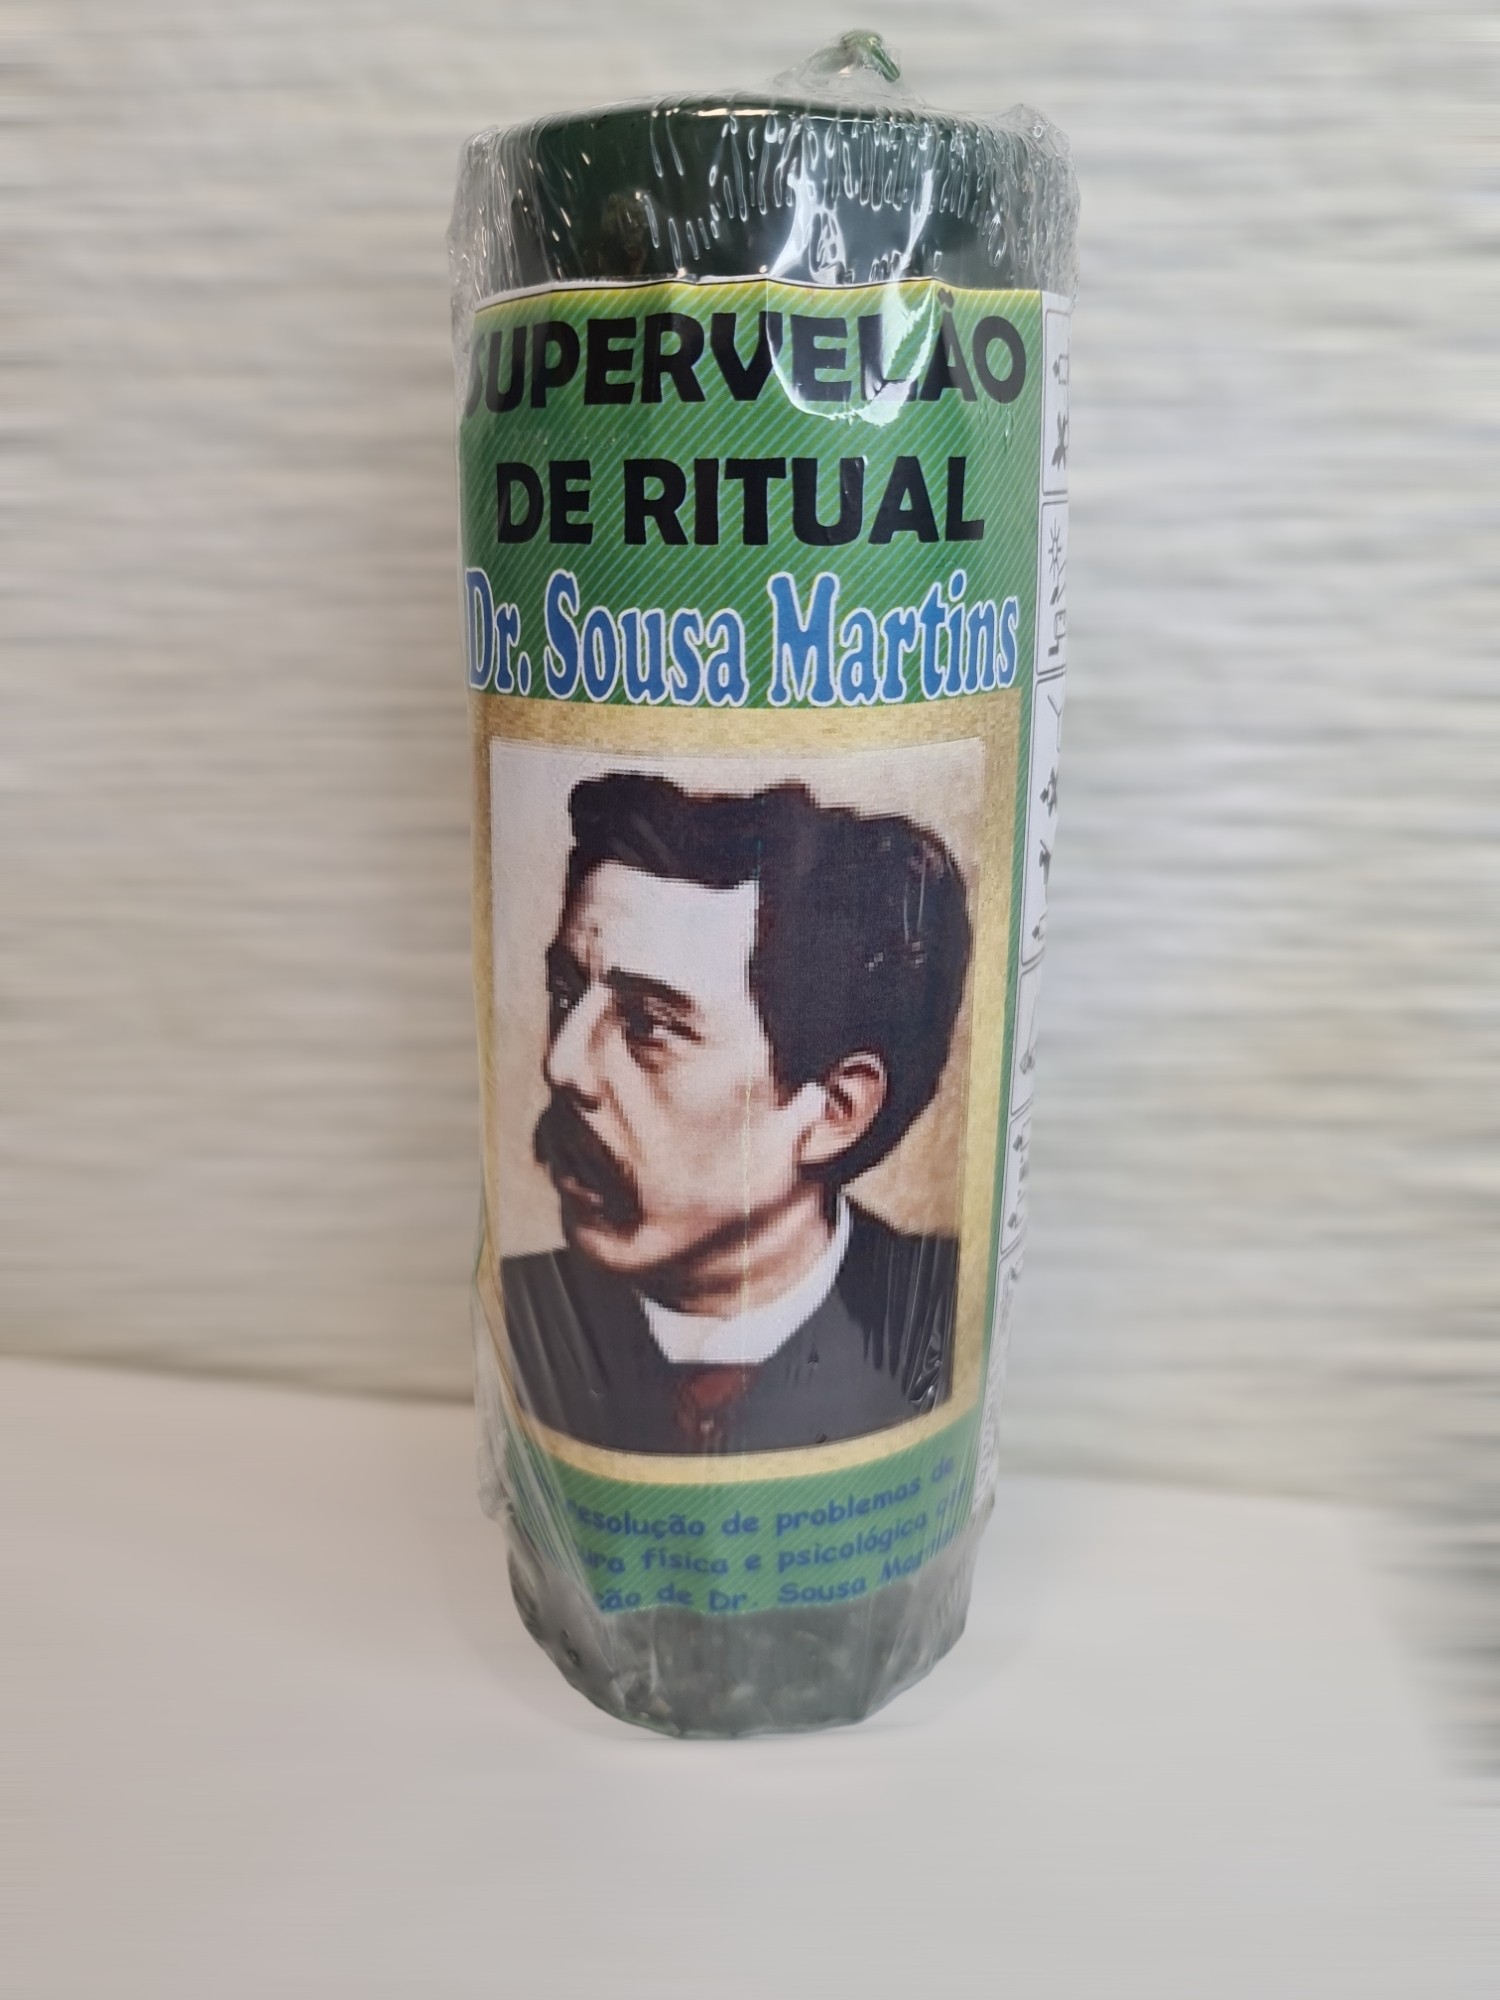 SUPERVELÃO
DE RITUAL
Dr. Sousa Martins
resolução de problemas de
física e psicológica
de Dr. Sousa